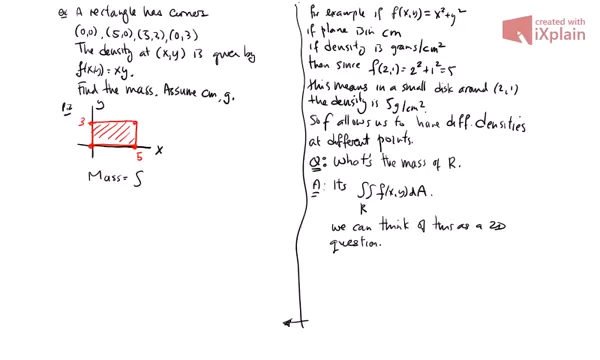 Ex A rectangle has corners
(0,0), (5,0), (5,3), (0,3)
The density at (x,y) is given by
f(x,y) = xy.
Find the mass. Assume cm, g.
y
3
5
x
Mass = ∫
For example if f(x,y) = x²+y²
if plane is in cm
if density is grams/cm²
then since f(2,1) = 2²+1² = 5
this means in a small disk around (2,1)
the density is 5g/cm².
So f allows us to have diff. densities
at different points.
Q: What's the mass of R.
A: Its ∫∫ f(x,y) dA.
R
we can think of this as a 2D
question.
created with
iXplain